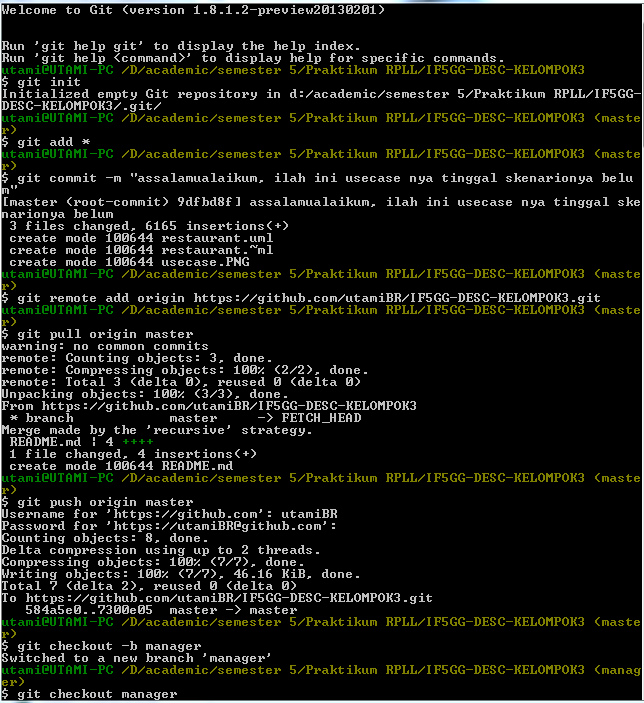 Welcome to Git (version 1.8.1.2-preview20130201)
Run 'git help git' to display the help index.
Run 'git help <command>' to display help for specific commands.
utami@UTAMI-PC /D/academic/semester 5/Praktikum RPLL/IF5GG-DESC-KELOMPOK3
$ git init
Initialized empty Git repository in d:/academic/semester 5/Praktikum RPLL/IF5GG-
DESC-KELOMPOK3/.git/
utami@UTAMI-PC /D/academic/semester 5/Praktikum RPLL/IF5GG-DESC-KELOMPOK3 (maste
r)
$ git add *
utami@UTAMI-PC /D/academic/semester 5/Praktikum RPLL/IF5GG-DESC-KELOMPOK3 (maste
r)
$ git commit -m "assalamualaikum, ilah ini usecase nya tinggal skenarionya belu
m"
[master (root-commit) 9dfbd8f] assalamualaikum, ilah ini usecase nya tinggal ske
narionya belum
3 files changed, 6165 insertions(+)
create mode 100644 restaurant.uml
create mode 100644 restaurant.~ml
create mode 100644 usecase.PNG
utami@UTAMI-PC /D/academic/semester 5/Praktikum RPLL/IF5GG-DESC-KELOMPOK3 (maste
r)
$ git remote add origin https://github.com/utamiBR/IF5GG-DESC-KELOMPOK3.git
utami@UTAMI-PC /D/academic/semester 5/Praktikum RPLL/IF5GG-DESC-KELOMPOK3 (maste
r)
$ git pull origin master
warning: no common commits
remote: Counting objects: 3, done.
remote: Compressing objects: 100% (2/2), done.
remote: Total 3 (delta 0), reused 0 (delta 0)
Unpacking objects: 100% (3/3), done.
From https://github.com/utamiBR/IF5GG-DESC-KELOMPOK3
* branch            master     -> FETCH_HEAD
Merge made by the 'recursive' strategy.
README.md | 4 ++++
1 file changed, 4 insertions(+)
create mode 100644 README.md
utami@UTAMI-PC /D/academic/semester 5/Praktikum RPLL/IF5GG-DESC-KELOMPOK3 (maste
r)
$ git push origin master
Username for 'https://github.com': utamiBR
Password for 'https://utamiBR@github.com':
Counting objects: 8, done.
Delta compression using up to 2 threads.
Compressing objects: 100% (7/7), done.
Writing objects: 100% (7/7), 46.16 KiB, done.
Total 7 (delta 2), reused 0 (delta 0)
To https://github.com/utamiBR/IF5GG-DESC-KELOMPOK3.git
584a5e0..7300e05  master -> master
utami@UTAMI-PC /D/academic/semester 5/Praktikum RPLL/IF5GG-DESC-KELOMPOK3 (maste
r)
$ git checkout -b manager
Switched to a new branch 'manager'
utami@UTAMI-PC /D/academic/semester 5/Praktikum RPLL/IF5GG-DESC-KELOMPOK3 (manag
er)
$ git checkout manager